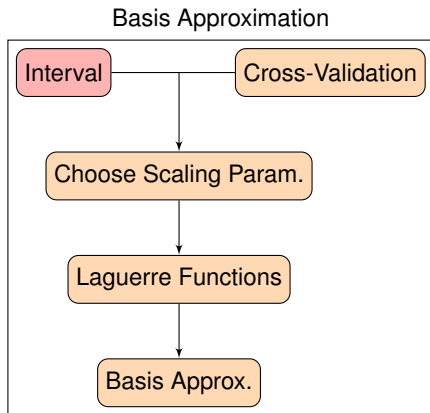 Basis Approximation
Interval
Cross-Validation
Choose Scaling Param.
Laguerre Functions
Basis Approx.